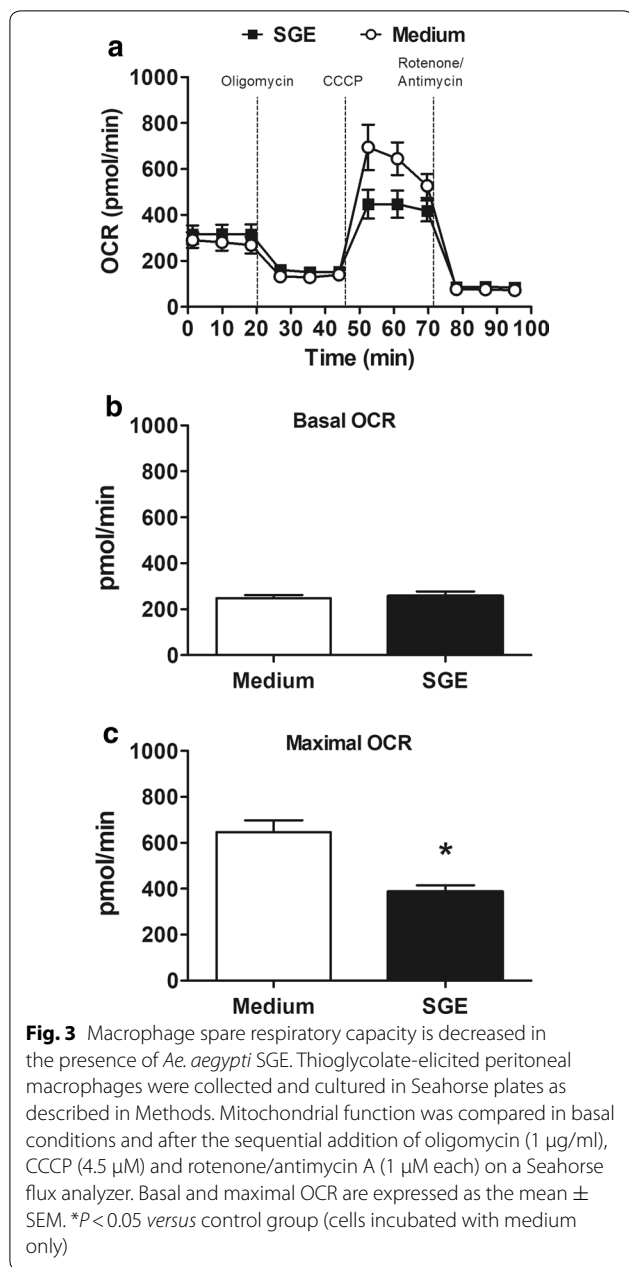 SGE Medium
a
Rotenone/
Oligomycin CCCP Antimycin
1000
800
600
400
200
0
OCR (pmol/min)
0 10 20 30 40 50 60 70 80 90 100
Time (min)
b
Basal OCR
1000
800
600
400
200
0
pmol/min
Medium SGE
c
Maximal OCR
1000
800
600
400
200
0
pmol/min
*
Medium SGE
Fig. 3 Macrophage spare respiratory capacity is decreased in
the presence of Ae. aegypti SGE. Thioglycolate-elicited peritoneal
macrophages were collected and cultured in Seahorse plates as
described in Methods. Mitochondrial function was compared in basal
conditions and after the sequential addition of oligomycin (1 µg/ml),
CCCP (4.5 µM) and rotenone/antimycin A (1 µM each) on a Seahorse
flux analyzer. Basal and maximal OCR are expressed as the mean ±
SEM. *P < 0.05 versus control group (cells incubated with medium
only)